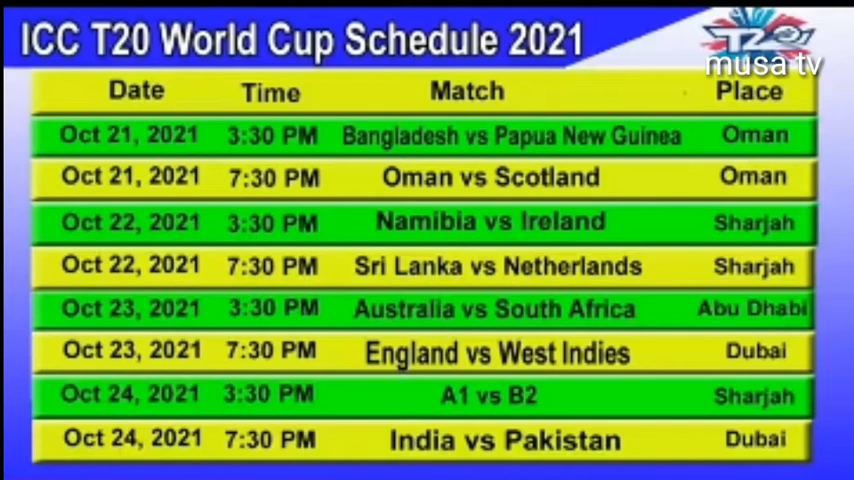 ICC T20 World Cup Schedule 2021
T20
musa tv
Date Time Match Place
Oct 21, 2021 3:30 PM Bangladesh vs Papua New Guinea Oman
Oct 21, 2021 7:30 PM Oman vs Scotland Oman
Oct 22, 2021 3:30 PM Namibia vs Ireland Sharjah
Oct 22, 2021 7:30 PM Sri Lanka vs Netherlands Sharjah
Oct 23, 2021 3:30 PM Australia vs South Africa Abu Dhabi
Oct 23, 2021 7:30 PM England vs West Indies Dubai
Oct 24, 2021 3:30 PM A1 vs B2 Sharjah
Oct 24, 2021 7:30 PM India vs Pakistan Dubai